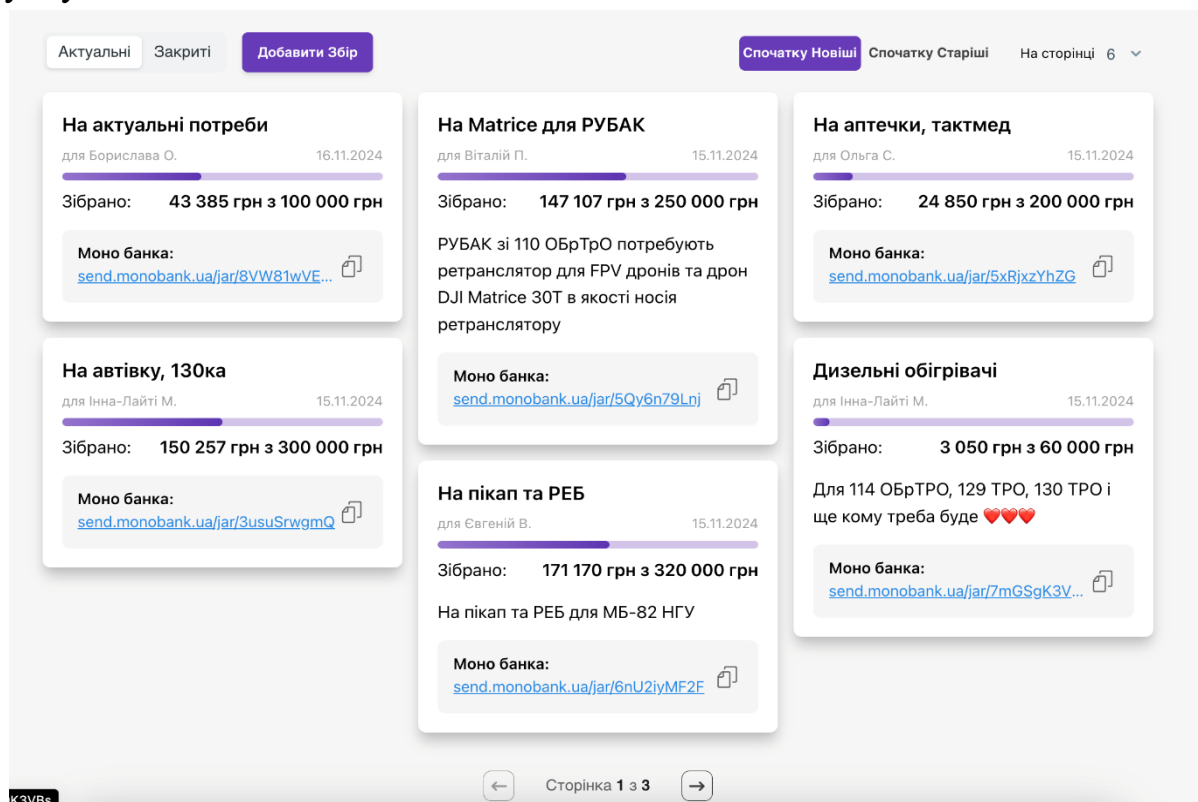 Актуальні Закриті Добавити Збір Спочатку Новіші Спочатку Старіші На сторінці 6
На актуальні потреби
для Борислава О. 16.11.2024
Зібрано: 43 385 грн з 100 000 грн
Моно банка:
send.monobank.ua/jar/8VW81wVE...
На автівку, 130ка
для Інна-Лайті М. 15.11.2024
Зібрано: 150 257 грн з 300 000 грн
Моно банка:
send.monobank.ua/jar/3usuSrwgmQ
На Matrice для РУБАК
для Віталій П. 15.11.2024
Зібрано: 147 107 грн з 250 000 грн
РУБАК зі 110 ОБрТрО потребують
ретранслятор для FPV дронів та дрон
DJI Matrice 30T в якості носія
ретранслятору
Моно банка:
send.monobank.ua/jar/5Qy6n79Lnj
На пікап та РЕБ
для Євгеній В. 15.11.2024
Зібрано: 171 170 грн з 320 000 грн
На пікап та РЕБ для МБ-82 НГУ
Моно банка:
send.monobank.ua/jar/6nU2iyMF2F
На аптечки, тактмед
для Ольга С. 15.11.2024
Зібрано: 24 850 грн з 200 000 грн
Моно банка:
send.monobank.ua/jar/5xRjxzYhZG
Дизельні обігрівачі
для Інна-Лайті М. 15.11.2024
Зібрано: 3 050 грн з 60 000 грн
Для 114 ОБрТРО, 129 ТРО, 130 ТРО і
ще кому треба буде ❤️❤️❤️
Моно банка:
send.monobank.ua/jar/7mGSgK3V...
← Сторінка 1 з 3 →